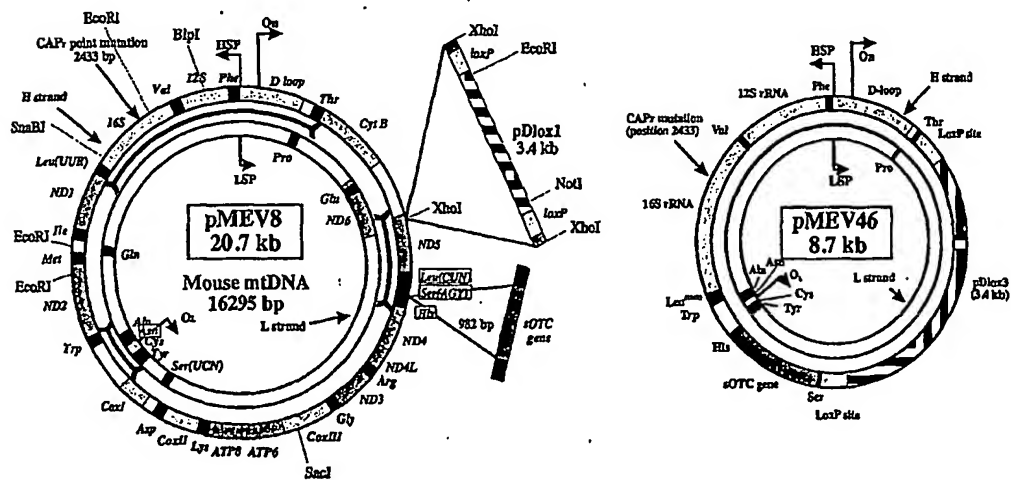 EcoRI
CAPr point mutation
2433 bp
BlpI
HSP
H strand
SnaBI
16S
Val
12S
Phe
D loop
Thr
Cyt B
Leu(UUR)
ND1
Ile
EcoRI
Met
EcoRI
ND2
Trp
Gln
Pro
LSP
Glu
ND6
XhoI
ND5
pMEV8
20.7 kb
Mouse mtDNA
16295 bp
L strand
Leu(CUN)
Ser(AGY)
His
982 bp
sOTC
gene
ND4
ND4L
Arg
ND3
Gly
CoxIII
SacI
ATP6
ATP8
Lys
CoxII
Asp
CoxI
Ser(UCN)
Tyr
Cys
Ala
XhoI
loxP
EcoRI
pDlox1
3.4 kb
NotI
loxP
XhoI
HSP
H strand
12S rRNA
Phe
D-loop
Thr
LoxP site
CAPr mutation
(position 2433)
Val
Pro
LSP
16S rRNA
pMEV46
8.7 kb
Ala
Asn
Cys
Tyr
L strand
pDlox3
(3.4 kb)
Trp
His
sOTC gene
Ser
LoxP site